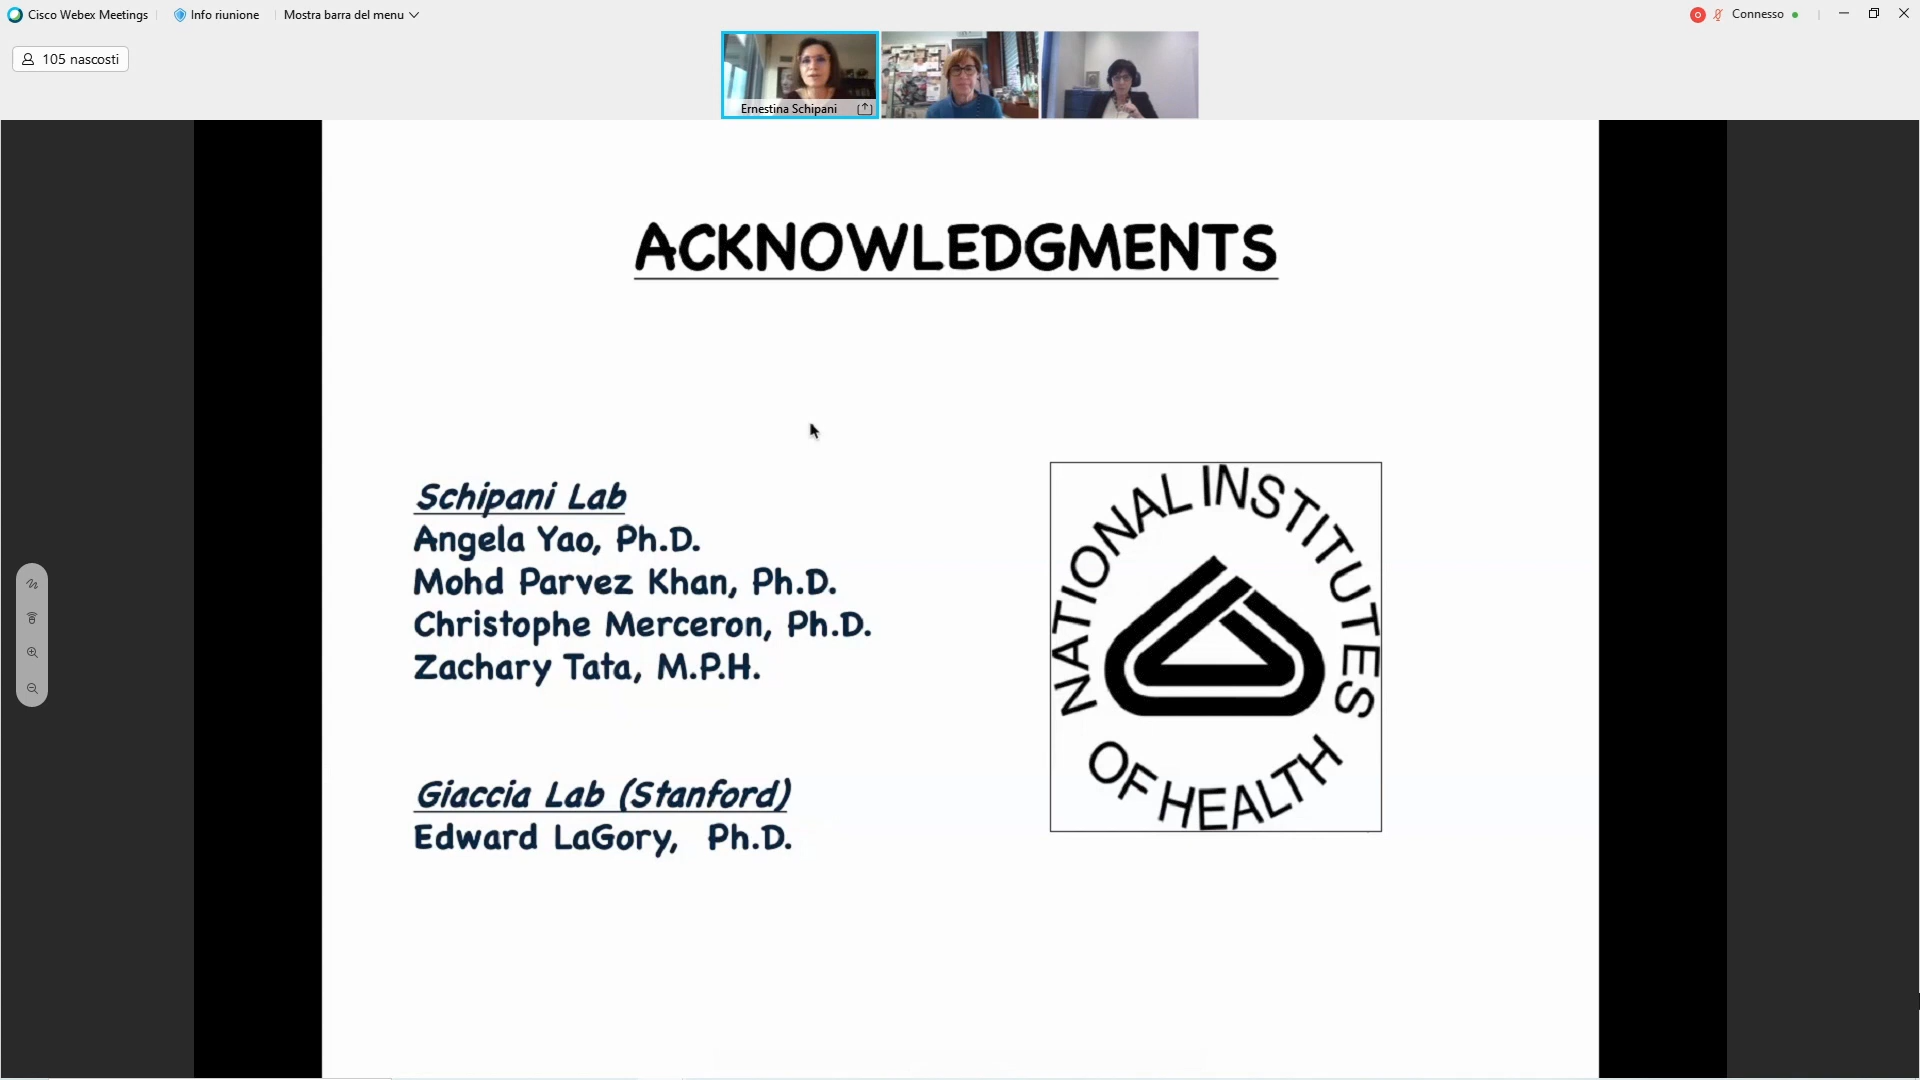 Cisco Webex Meetings
Info riunione
Mostra barra del menu
Connesso
105 nascosti
Ernestina Schipani
ACKNOWLEDGMENTS
Schipani Lab
Angela Yao, Ph.D.
Mohd Parvez Khan, Ph.D.
Christophe Merceron, Ph.D.
Zachary Tata, M.P.H.
Giaccia Lab (Stanford)
Edward LaGory, Ph.D.
NATIONAL INSTITUTES
OF HEALTH